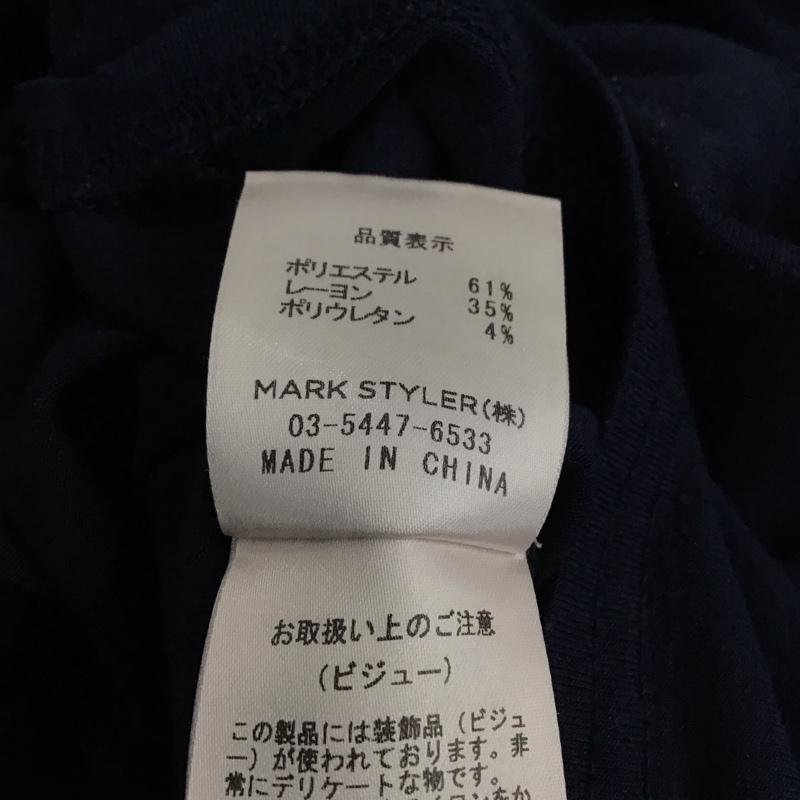 品質表示
ポリエステル 61%
レーヨン 35%
ポリウレタン 4%
MARK STYLER(株)
03-5447-6533
MADE IN CHINA
お取扱い上のご注意
(ビジュー)
この製品には装飾品(ビジュ
ー)が使われております。非
常にデリケートな物です。